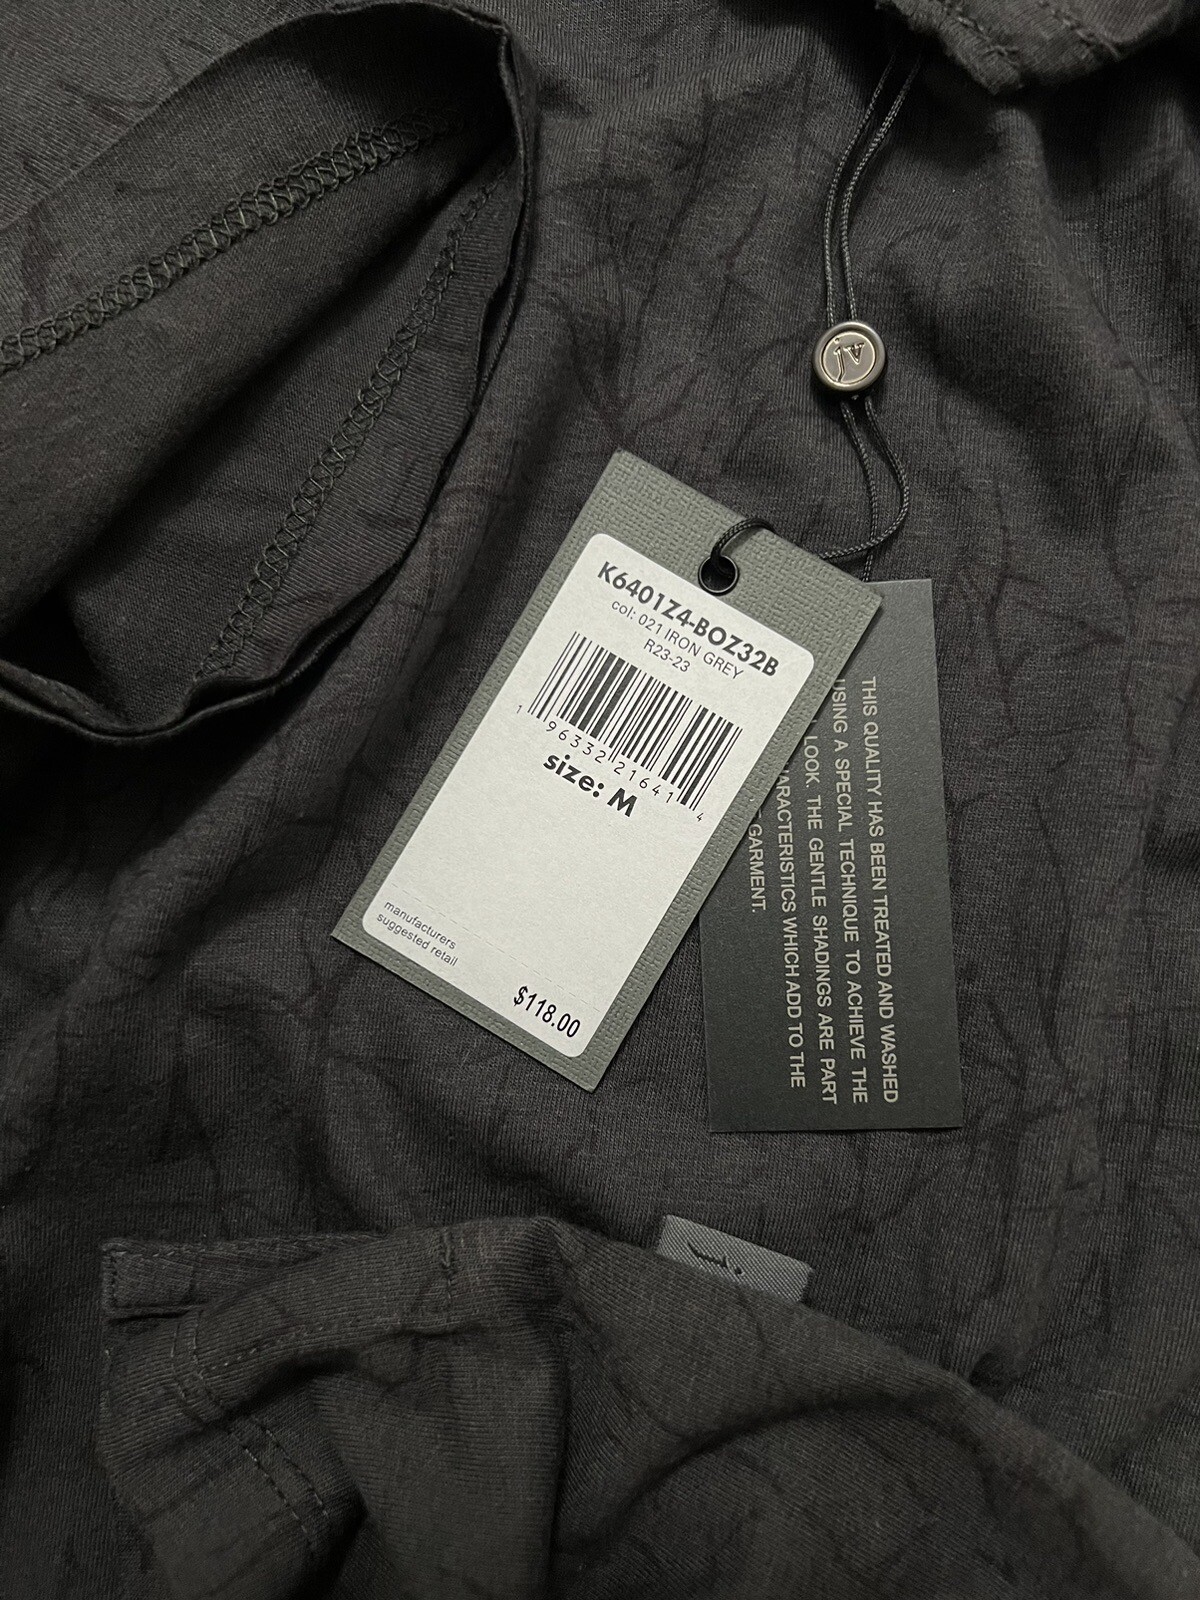 jv
K6401Z4-BOZ32B
col: 021 IRON GREY
R23-23
1 96332 21641 4
size: M
manufacturers
suggested retail
$118.00
THIS QUALITY HAS BEEN TREATED AND WASHED
USING A SPECIAL TECHNIQUE TO ACHIEVE THE
LOOK. THE GENTLE SHADINGS ARE PART
CHARACTERISTICS WHICH ADD TO THE
GARMENT.